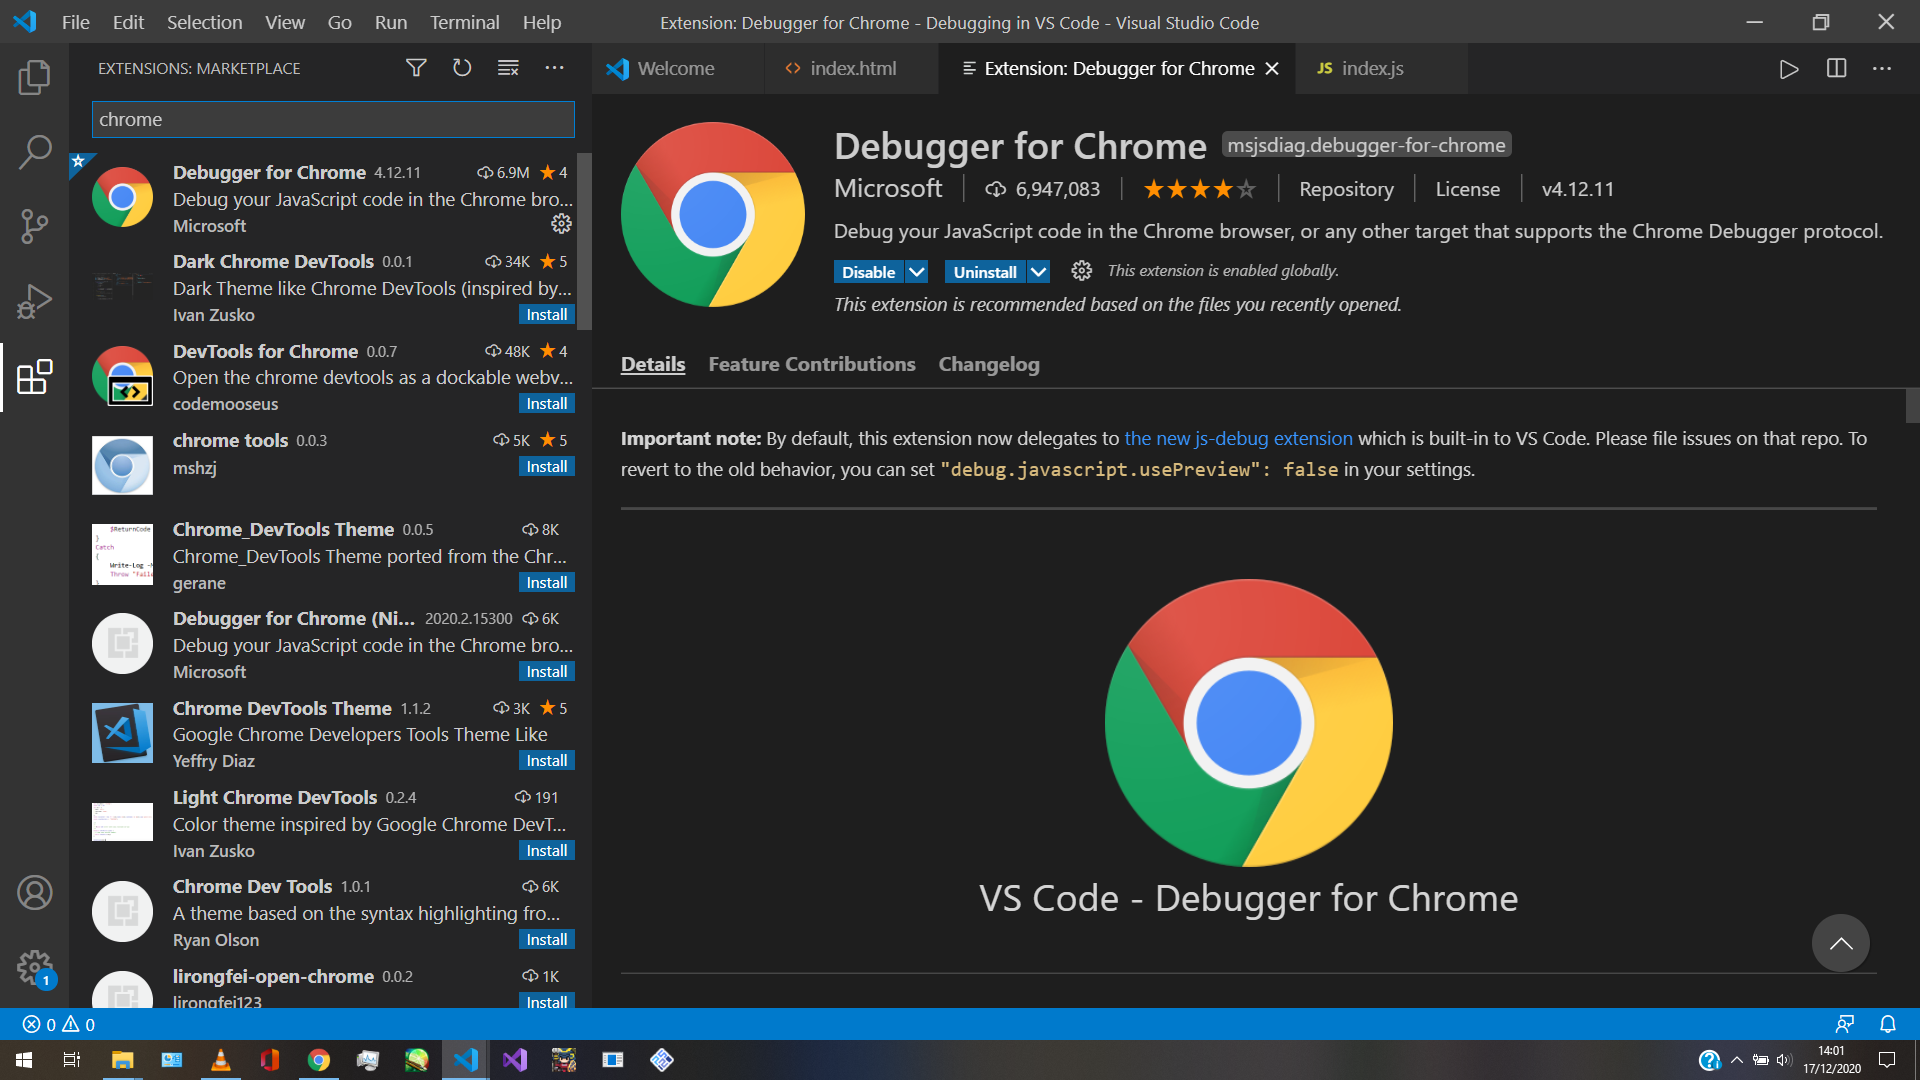 File Edit Selection View Go Run Terminal Help
Extension: Debugger for Chrome - Debugging in VS Code - Visual Studio Code
EXTENSIONS: MARKETPLACE
chrome
Debugger for Chrome 4.12.11 6.9M 4
Debug your JavaScript code in the Chrome bro...
Microsoft
Dark Chrome DevTools 0.0.1 34K 5
Dark Theme like Chrome DevTools (inspired by...
Ivan Zusko Install
DevTools for Chrome 0.0.7 48K 4
Open the chrome devtools as a dockable webv...
codemooseus Install
chrome tools 0.0.3 5K 5
mshzj Install
$ReturnCode
}
Catch
{
Write-Log
Throw "Faile
Chrome_DevTools Theme 0.0.5 8K
Chrome_DevTools Theme ported from the Chr...
gerane Install
Debugger for Chrome (Ni... 2020.2.15300 6K
Debug your JavaScript code in the Chrome bro...
Microsoft Install
Chrome DevTools Theme 1.1.2 3K 5
Google Chrome Developers Tools Theme Like
Yeffry Diaz Install
Light Chrome DevTools 0.2.4 191
Color theme inspired by Google Chrome DevT...
Ivan Zusko Install
Chrome Dev Tools 1.0.1 6K
A theme based on the syntax highlighting fro...
Ryan Olson Install
lirongfei-open-chrome 0.0.2 1K
lirongfei123 Install
Welcome
<> index.html
Extension: Debugger for Chrome
JS index.js
Debugger for Chrome msjsdiag.debugger-for-chrome
Microsoft 6,947,083 Repository License v4.12.11
Debug your JavaScript code in the Chrome browser, or any other target that supports the Chrome Debugger protocol.
Disable Uninstall This extension is enabled globally.
This extension is recommended based on the files you recently opened.
Details Feature Contributions Changelog
Important note: By default, this extension now delegates to the new js-debug extension which is built-in to VS Code. Please file issues on that repo. To
revert to the old behavior, you can set "debug.javascript.usePreview": false in your settings.
VS Code - Debugger for Chrome
1
0 0
14:01
17/12/2020